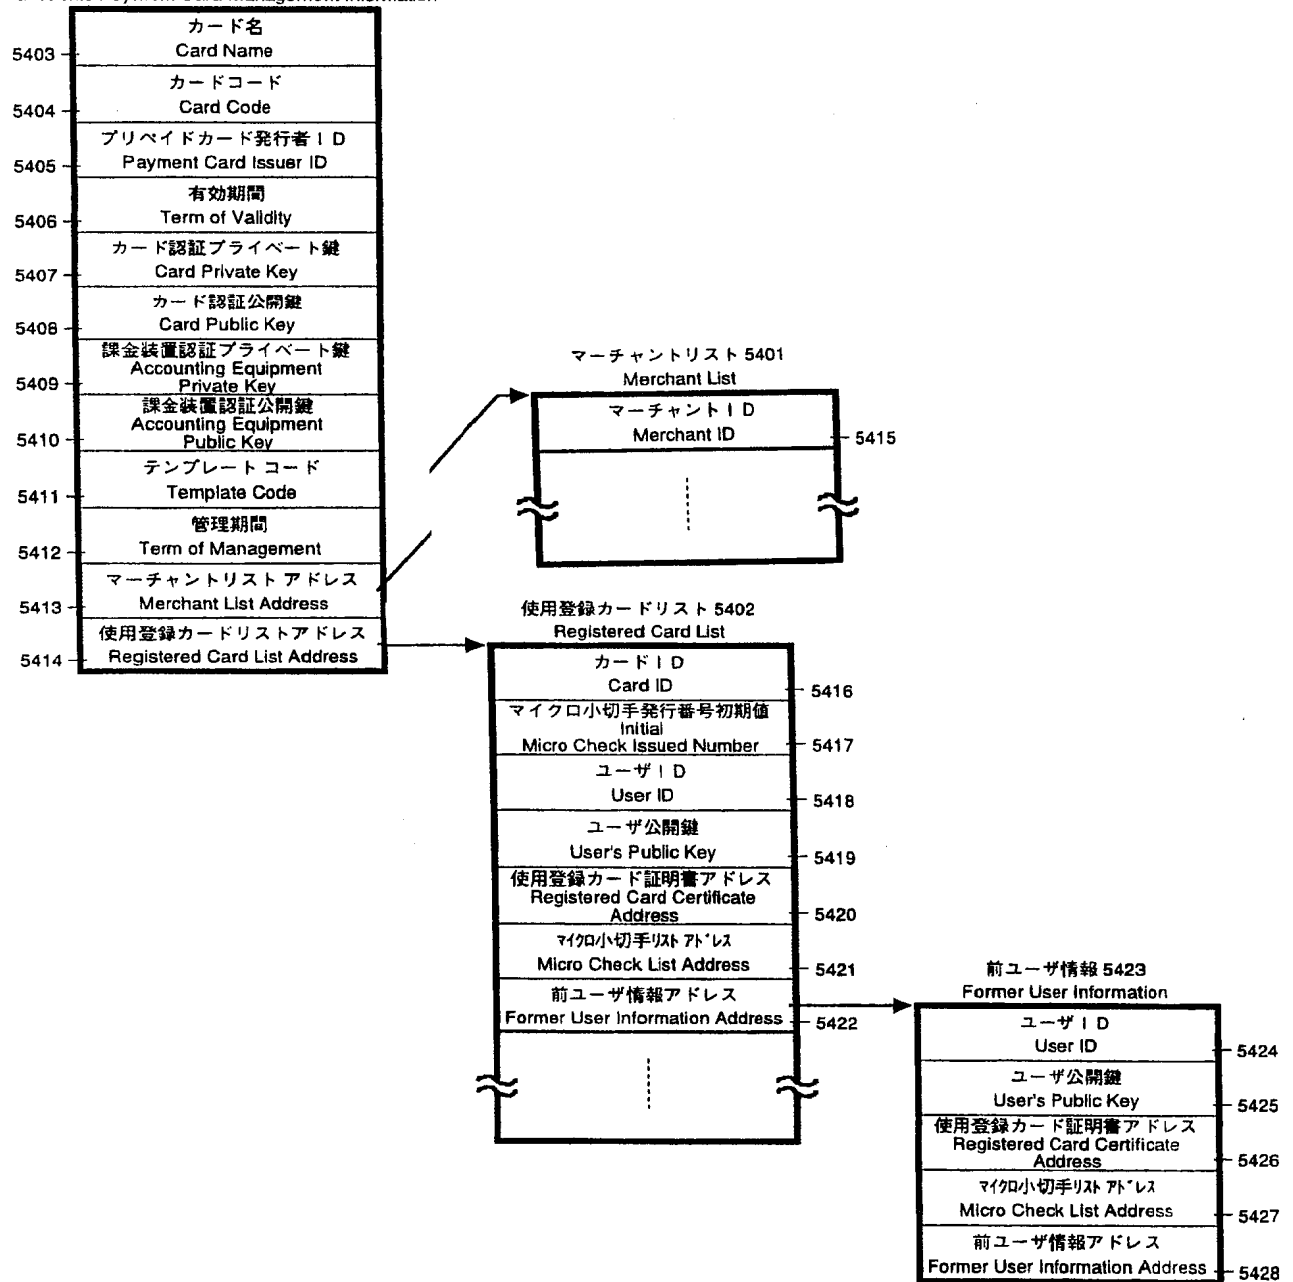 カード名
Card Name
5403
カードコード
Card Code
5404
プリペイドカード発行者ID
Payment Card Issuer ID
5405
有効期間
Term of Validity
5406
カード認証プライベート鍵
Card Private Key
5407
カード認証公開鍵
Card Public Key
5408
課金装置認証プライベート鍵
Accounting Equipment
Private Key
5409
課金装置認証公開鍵
Accounting Equipment
Public Key
5410
テンプレートコード
Template Code
5411
管理期間
Term of Management
5412
マーチャントリストアドレス
Merchant List Address
5413
使用登録カードリストアドレス
Registered Card List Address
5414
マーチャントリスト 5401
Merchant List
マーチャントID
Merchant ID
5415
使用登録カードリスト 5402
Registered Card List
カードID
Card ID
5416
マイクロ小切手発行番号初期値
Initial
Micro Check Issued Number
5417
ユーザID
User ID
5418
ユーザ公開鍵
User's Public Key
5419
使用登録カード証明書アドレス
Registered Card Certificate
Address
5420
マイクロ小切手リストアドレス
Micro Check List Address
5421
前ユーザ情報アドレス
Former User Information Address
5422
前ユーザ情報 5423
Former User Information
ユーザID
User ID
5424
ユーザ公開鍵
User's Public Key
5425
使用登録カード証明書アドレス
Registered Card Certificate
Address
5426
マイクロ小切手リストアドレス
Micro Check List Address
5427
前ユーザ情報アドレス
Former User Information Address
5428